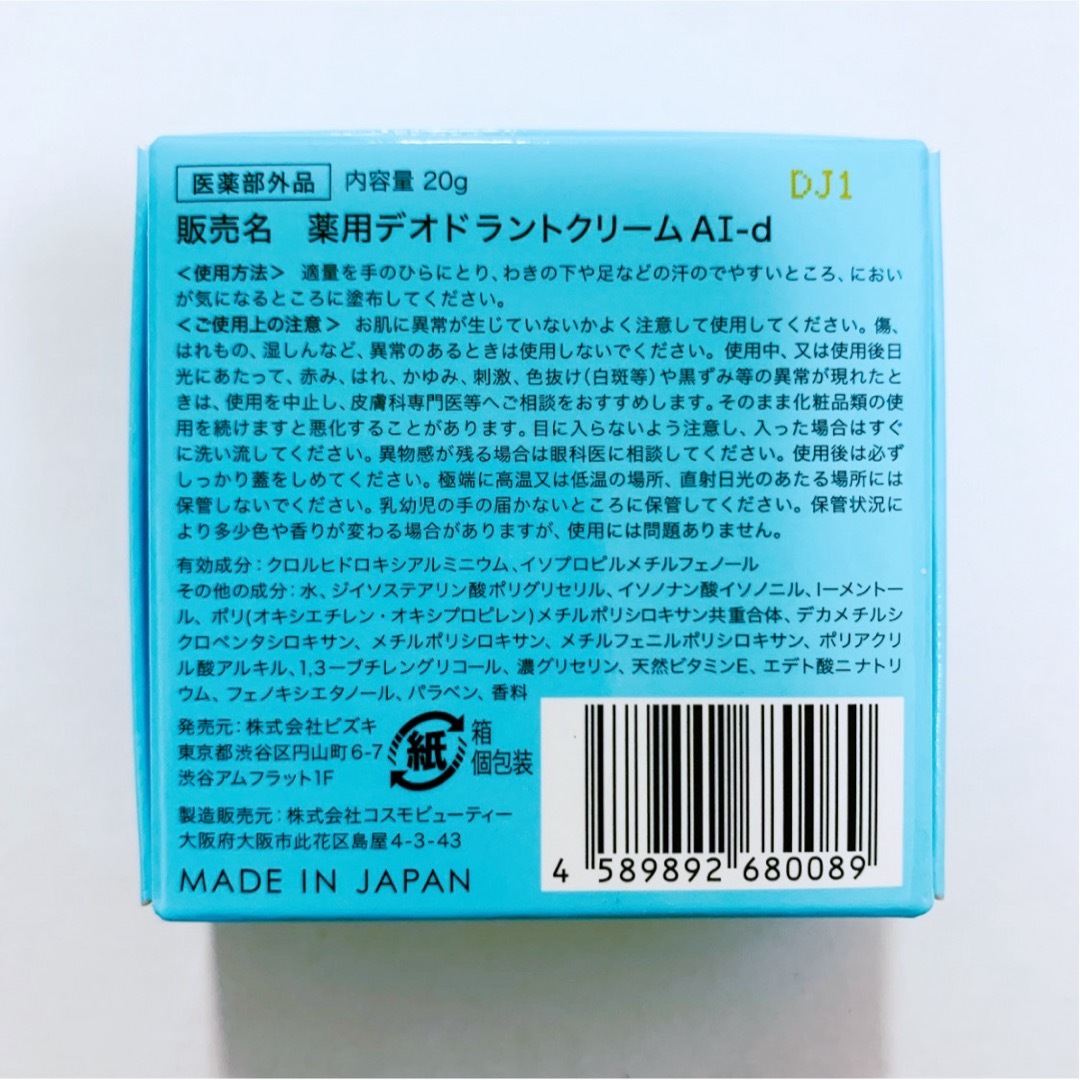 医薬部外品 内容量 20g
DJ1
販売名 薬用デオドラントクリームAI-d
＜使用方法＞ 適量を手のひらにとり、わきの下や足などの汗のでやすいところ、におい
が気になるところに塗布してください。
＜ご使用上の注意＞ お肌に異常が生じていないかよく注意して使用してください。傷、
はれもの、湿しんなど、異常のあるときは使用しないでください。使用中、又は使用後日
光にあたって、赤み、はれ、かゆみ、刺激、色抜け(白斑等)や黒ずみ等の異常が現れたと
きは、使用を中止し、皮膚科専門医等へご相談をおすすめします。そのまま化粧品類の使
用を続けますと悪化することがあります。目に入らないよう注意し、入った場合はすぐ
に洗い流してください。異物感が残る場合は眼科医に相談してください。使用後は必ず
しっかり蓋をしめてください。極端に高温又は低温の場所、直射日光のあたる場所には
保管しないでください。乳幼児の手の届かないところに保管してください。保管状況に
より多少色や香りが変わる場合がありますが、使用には問題ありません。
有効成分：クロルヒドロキシアルミニウム、イソプロピルメチルフェノール
その他の成分：水、ジイソステアリン酸ポリグリセリル、イソノナン酸イソノニル、l-メントー
ル、ポリ(オキシエチレン・オキシプロピレン)メチルポリシロキサン共重合体、デカメチルシ
クロペンタシロキサン、メチルポリシロキサン、メチルフェニルポリシロキサン、ポリアクリ
ル酸アルキル、1,3-ブチレングリコール、濃グリセリン、天然ビタミンE、エデト酸二ナトリ
ウム、フェノキシエタノール、パラベン、香料
発売元：株式会社ビズキ
東京都渋谷区円山町6-7
渋谷アムフラット1F
紙
箱
個包装
製造販売元：株式会社コスモビューティー
大阪府大阪市此花区島屋4-3-43
MADE IN JAPAN
4 589892 680089